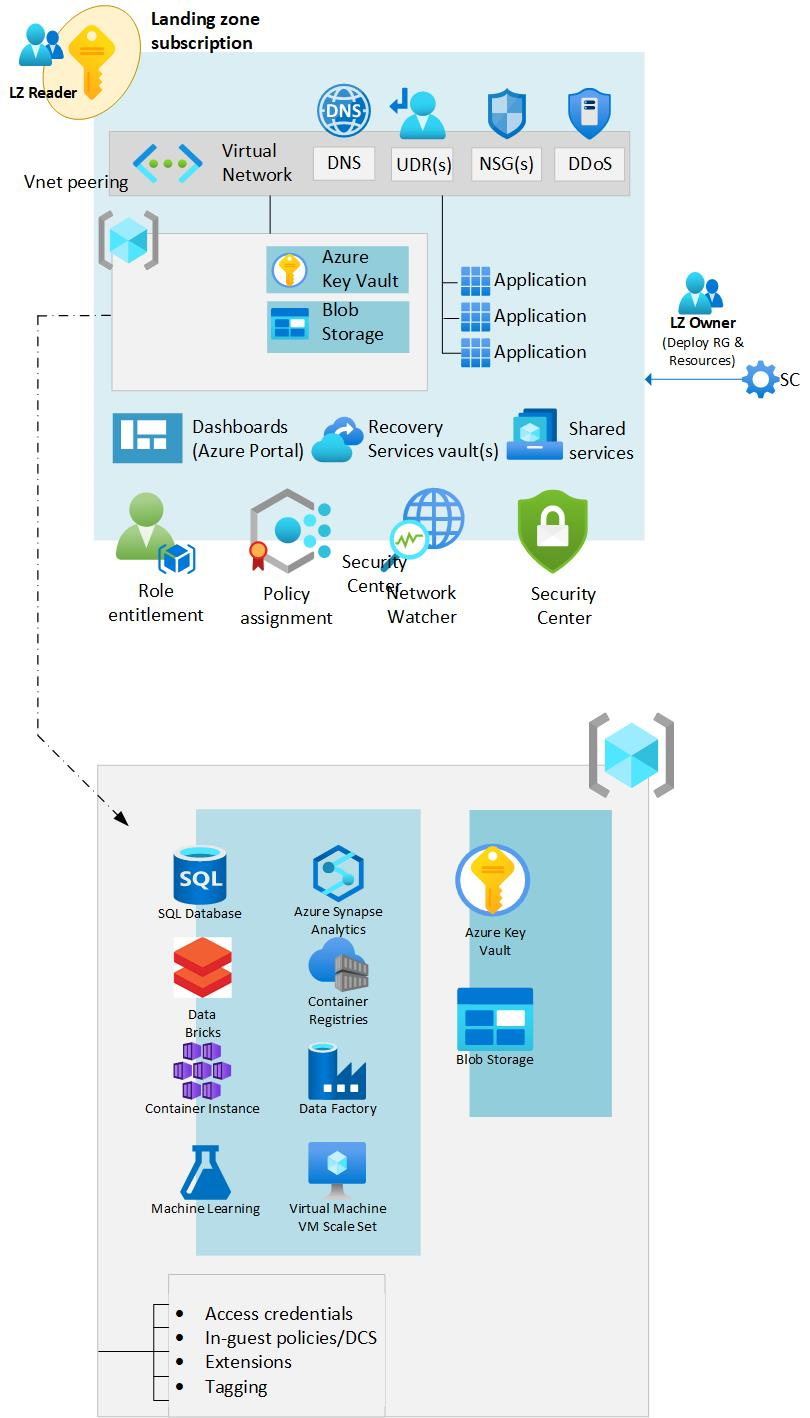 Landing zone
subscription
LZ Reader
DNS
Virtual
Network
DNS
UDR(s)
NSG(s)
DDoS
Vnet peering
Azure
Key Vault
Blob
Storage
Application
Application
Application
LZ Owner
(Deploy RG &
Resources)
SC
Dashboards
(Azure Portal)
Recovery
Services vault(s)
Shared
services
Role
entitlement
Policy
assignment
Security
Center
Network
Watcher
Security
Center
SQL
SQL Database
Azure Synapse
Analytics
Azure Key
Vault
Data
Bricks
Container
Registries
Blob Storage
Container Instance
Data Factory
Machine Learning
Virtual Machine
VM Scale Set
• Access credentials
• In-guest policies/DCS
• Extensions
• Tagging